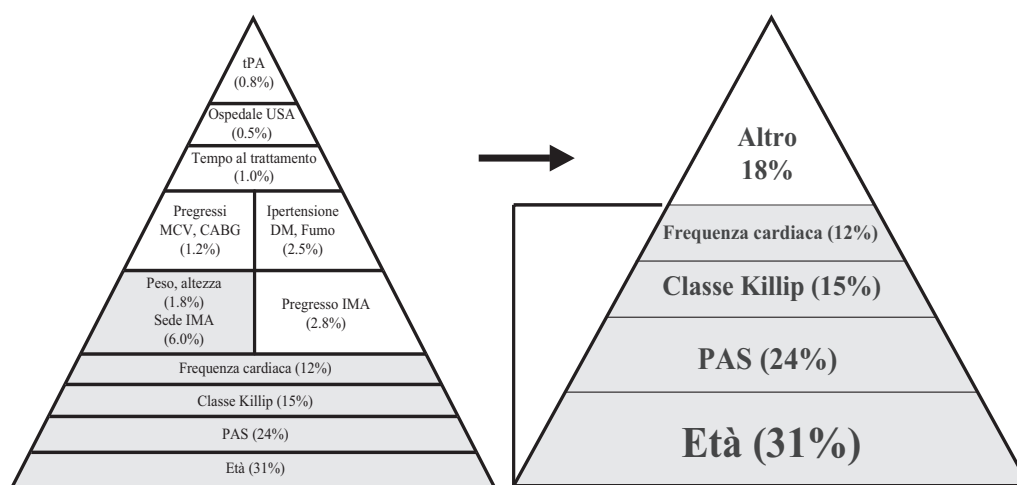 tPA
(0.8%)
Ospedale USA
(0.5%)
Tempo al trattamento
(1.0%)
Pregressi
MCV, CABG
(1.2%)
Ipertensione
DM, Fumo
(2.5%)
Peso, altezza
(1.8%)
Sede IMA
(6.0%)
Pregresso IMA
(2.8%)
Frequenza cardiaca (12%)
Classe Killip (15%)
PAS (24%)
Età (31%)
Altro
18%
Frequenza cardiaca (12%)
Classe Killip (15%)
PAS (24%)
Età (31%)